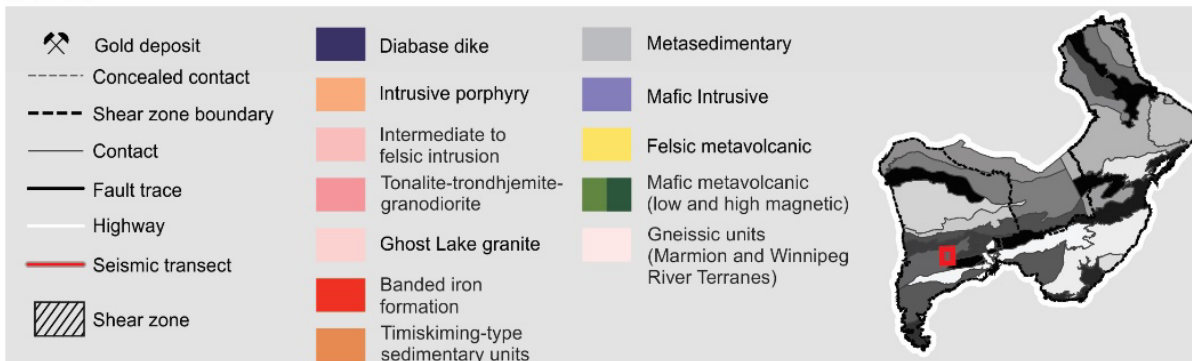 Gold deposit
Concealed contact
Shear zone boundary
Contact
Fault trace
Highway
Seismic transect
Shear zone
Diabase dike
Intrusive porphyry
Intermediate to
felsic intrusion
Tonalite-trondhjemite-
granodiorite
Ghost Lake granite
Banded iron
formation
Timiskiming-type
sedimentary units
Metasedimentary
Mafic Intrusive
Felsic metavolcanic
Mafic metavolcanic
(low and high magnetic)
Gneissic units
(Marmion and Winnipeg
River Terranes)